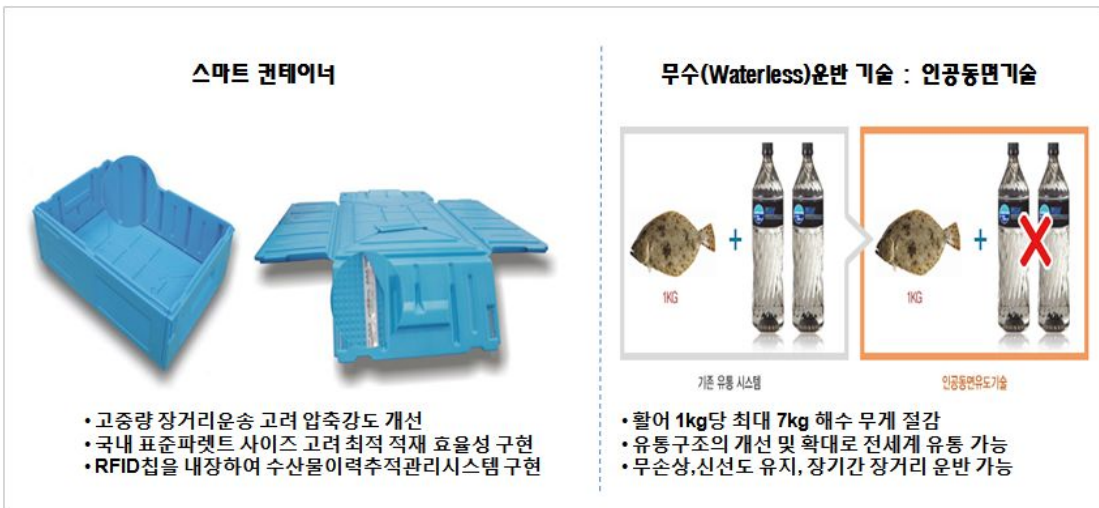 스마트 컨테이너
• 고중량 장거리운송 고려 압축강도 개선
• 국내 표준파렛트 사이즈 고려 최적 적재 효율성 구현
• RFID칩을 내장하여 수산물이력추적관리시스템 구현
무수(Waterless)운반 기술 : 인공동면기술
1KG
+
1KG
+
기존 유통 시스템
인공동면유도기술
• 활어 1kg당 최대 7kg 해수 무게 절감
• 유통구조의 개선 및 확대로 전세계 유통 가능
• 무손상,신선도 유지, 장기간 장거리 운반 가능